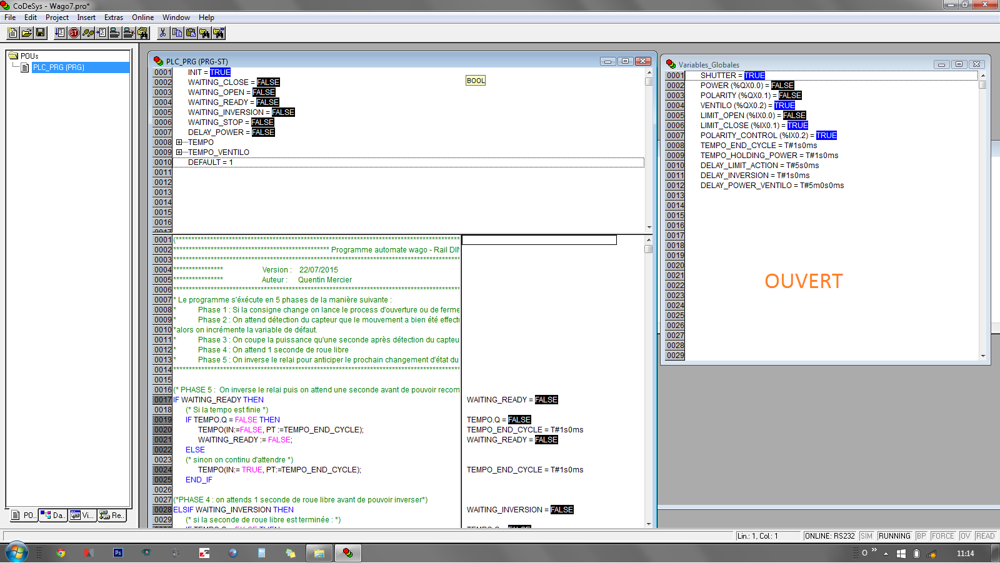 CoDeSys - Wago7.pro*
File Edit Project Insert Extras Online Window Help
POUs
PLC_PRG (PRG)
PO..
Da..
Vi...
Re...
PLC_PRG (PRG-ST)
0001 INIT = TRUE
0002 WAITING_CLOSE = FALSE
0003 WAITING_OPEN = FALSE
0004 WAITING_READY = FALSE
0005 WAITING_INVERSION = FALSE
0006 WAITING_STOP = FALSE
0007 DELAY_POWER = FALSE
0008 TEMPO
0009 TEMPO_VENTILO
0010 DEFAULT = 1
0011
0012
0013
0014
0015
0016
0017
BOOL
0001 (******************************************************************************************
0002 ************************************************** Programme automate wago - Rail DIN
0003 ******************************************************************************************
0004 **************** Version : 22/07/2015
0005 **************** Auteur : Quentin Mercier
0006 ******************************************************************************************
0007 * Le programme s'éxécute en 5 phases de la manière suivante :
0008 * Phase 1 : Si la consigne change on lance le process d'ouverture ou de ferme
0009 * Phase 2 : On attend détection du capteur que le mouvement a bien été effectu
0010 *alors on incrémente la variable de défaut.
0011 * Phase 3 : On coupe la puissance qu'une seconde après détection du capteu
0012 * Phase 4 : On attend 1 seconde de roue libre
0013 * Phase 5 : On inverse le relai pour anticiper le prochain changement d'état du
0014 ******************************************************************************************
0015
0016 (* PHASE 5 : On inverse le relai puis on attend une seconde avant de pouvoir recom
0017 IF WAITING_READY THEN WAITING_READY = FALSE
0018 (* Si la tempo est finie *)
0019 IF TEMPO.Q = FALSE THEN TEMPO.Q = FALSE
0020 TEMPO(IN:=FALSE, PT :=TEMPO_END_CYCLE); TEMPO_END_CYCLE = T#1s0ms
0021 WAITING_READY := FALSE; WAITING_READY = FALSE
0022 ELSE
0023 (* sinon on continu d'attendre *)
0024 TEMPO(IN:= TRUE, PT:=TEMPO_END_CYCLE); TEMPO_END_CYCLE = T#1s0ms
0025 END_IF
0026
0027 (*PHASE 4 : on attends 1 seconde de roue libre avant de pouvoir inverser*)
0028 ELSIF WAITING_INVERSION THEN WAITING_INVERSION = FALSE
0029 (* si la seconde de roue libre est terminée : *)
Variables_Globales
0001 SHUTTER = TRUE
0002 POWER (%QX0.0) = FALSE
0003 POLARITY (%QX0.1) = FALSE
0004 VENTILO (%QX0.2) = TRUE
0005 LIMIT_OPEN (%IX0.0) = FALSE
0006 LIMIT_CLOSE (%IX0.1) = TRUE
0007 POLARITY_CONTROL (%IX0.2) = TRUE
0008 TEMPO_END_CYCLE = T#1s0ms
0009 TEMPO_HOLDING_POWER = T#1s0ms
0010 DELAY_LIMIT_ACTION = T#5s0ms
0011 DELAY_INVERSION = T#1s0ms
0012 DELAY_POWER_VENTILO = T#5m0s0ms
0013
0014
0015
0016
0017
0018
0019
0020
0021
0022
0023
0024
0025
0026
0027
0028
0029
OUVERT
Lin.: 1, Col.: 1 ONLINE: RS232 SIM RUNNING BP FORCE OV READ
Ps
O » 11:14